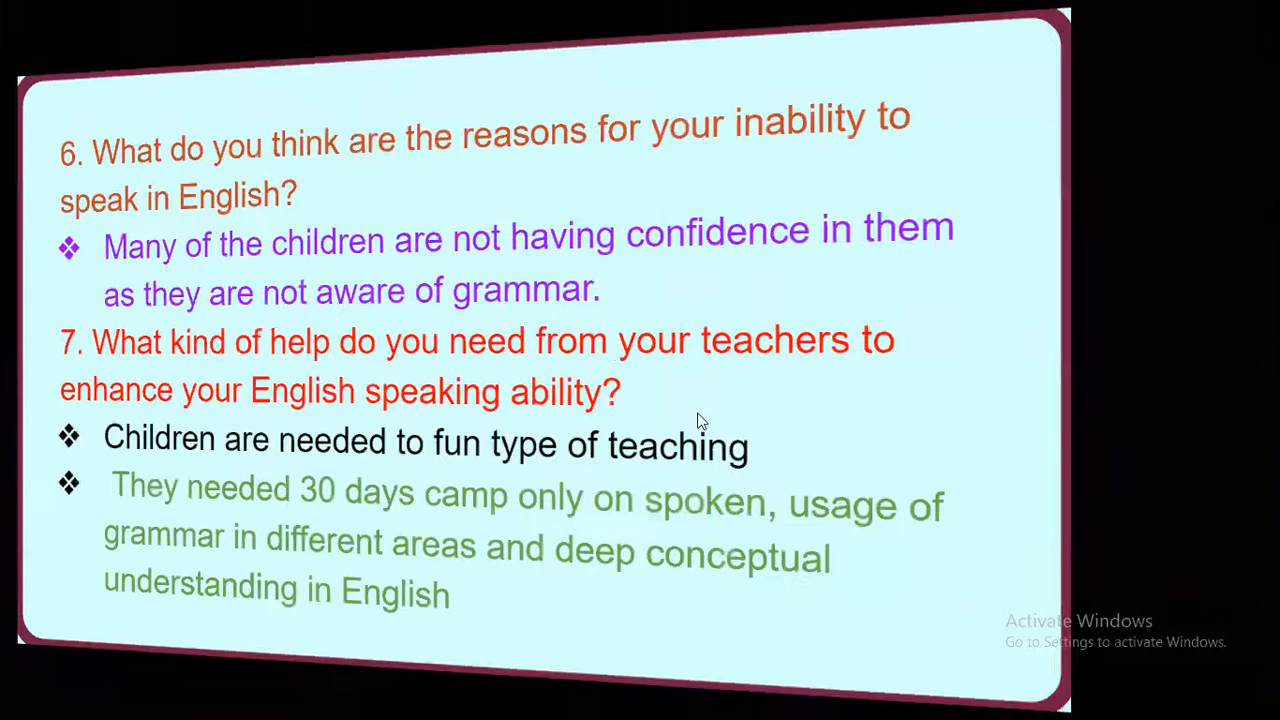 6. What do you think are the reasons for your inability to
speak in English?
❖ Many of the children are not having confidence in them
as they are not aware of grammar.
7. What kind of help do you need from your teachers to
enhance your English speaking ability?
❖ Children are needed to fun type of teaching
❖ They needed 30 days camp only on spoken, usage of
grammar in different areas and deep conceptual
understanding in English
Activate Windows
Go to Settings to activate Windows.